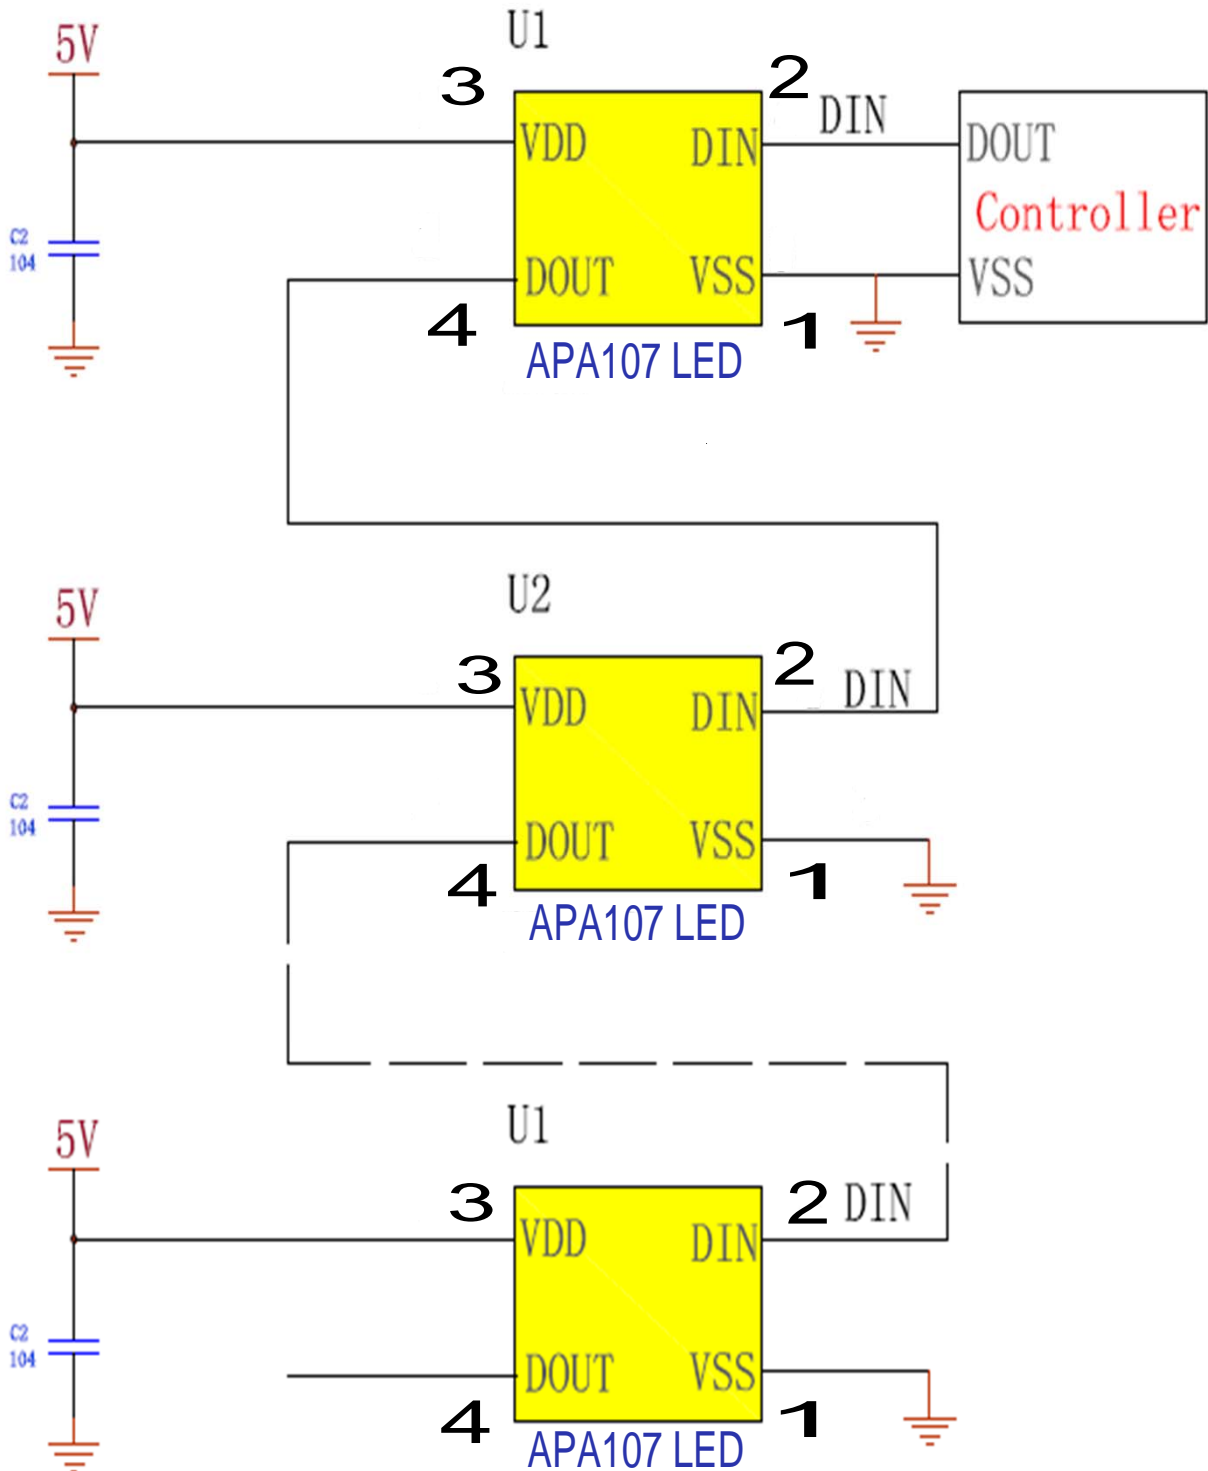 U1
5V
3
2
DIN
VDD
DIN
DOUT
Controller
C2
104
DOUT
VSS
VSS
4
1
APA107 LED
U2
5V
3
2
DIN
VDD
DIN
C2
104
DOUT
VSS
4
1
APA107 LED
U1
5V
3
2
DIN
VDD
DIN
C2
104
DOUT
VSS
4
1
APA107 LED